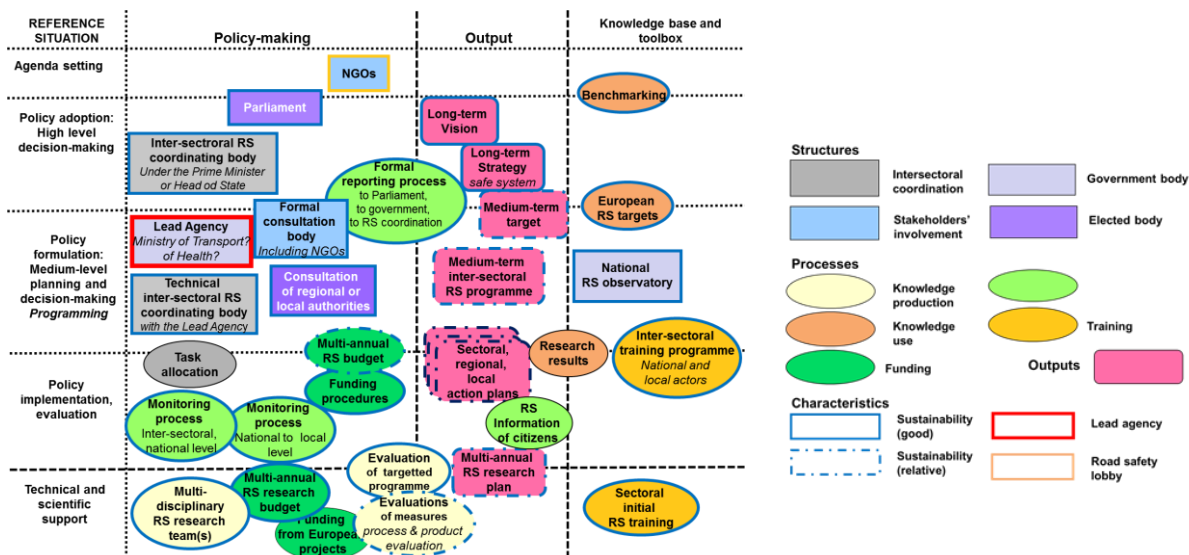 REFERENCE
SITUATION
Policy-making
Output
Knowledge base and
toolbox
Agenda setting
NGOs
Benchmarking
Parliament
Policy adoption:
High level
decision-making
Inter-sectroral RS
coordinating body
Under the Prime Minister
or Head od State
Long-term
Vision
Long-term
Strategy
safe system
Formal
reporting process
to Parliament,
to government,
to RS coordination
Medium-term
target
European
RS targets
Policy
formulation:
Medium-level
planning and
decision-making
Programming
Lead Agency
Ministry of Transport?
of Health?
Formal
consultation
body
Including NGOs
Technical
inter-sectoral RS
coordinating body
with the Lead Agency
Consultation
of regional or
local authorities
Medium-term
inter-sectoral
RS programme
National
RS observatory
Policy
implementation,
evaluation
Task
allocation
Multi-annual
RS budget
Funding
procedures
Sectoral,
regional,
local
action plans
Research
results
Inter-sectoral
training programme
National and
local actors
Monitoring
process
Inter-sectoral,
national level
Monitoring
process
National to local
level
RS
Information
of citizens
Technical and
scientific
support
Multi-
disciplinary
RS research
team(s)
Multi-annual
RS research
budget
Funding
from European
projects
Evaluation
of targetted
programme
Evaluations
of measures
process & product
evaluation
Multi-annual
RS research
plan
Sectoral
initial
RS training
Structures
Intersectoral
coordination
Government body
Stakeholders'
involvement
Elected body
Processes
Knowledge
production
Knowledge
use
Training
Funding
Outputs
Characteristics
Sustainability
(good)
Lead agency
Sustainability
(relative)
Road safety
lobby